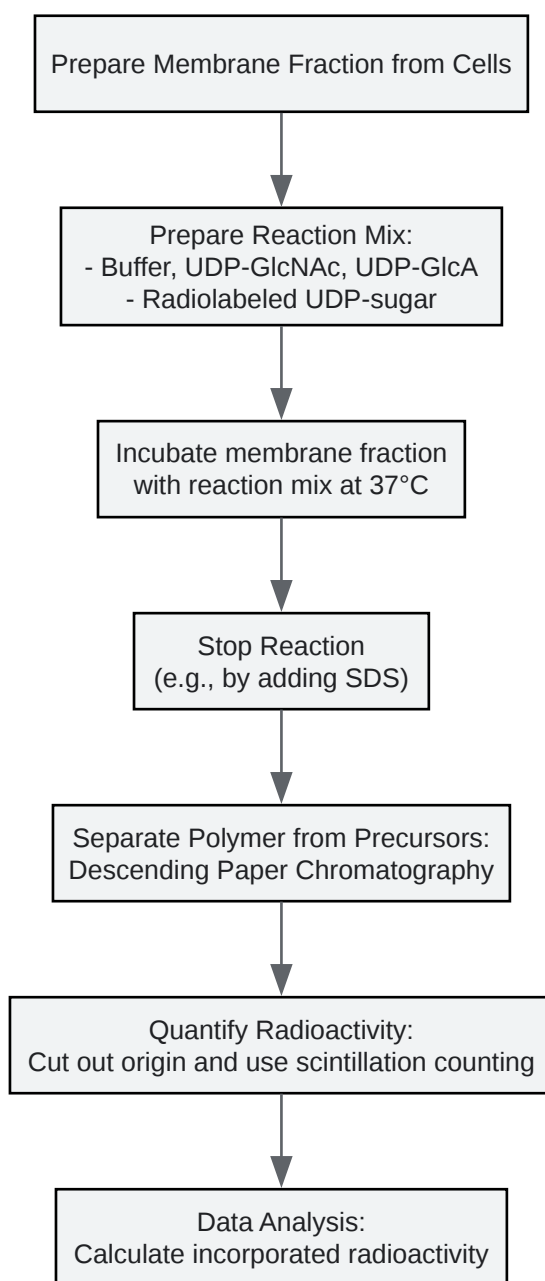 Prepare Membrane Fraction from Cells
Prepare Reaction Mix:
- Buffer, UDP-GlcNAc, UDP-GlcA
- Radiolabeled UDP-sugar
Incubate membrane fraction
with reaction mix at 37°C
Stop Reaction
(e.g., by adding SDS)
Separate Polymer from Precursors:
Descending Paper Chromatography
Quantify Radioactivity:
Cut out origin and use scintillation counting
Data Analysis:
Calculate incorporated radioactivity